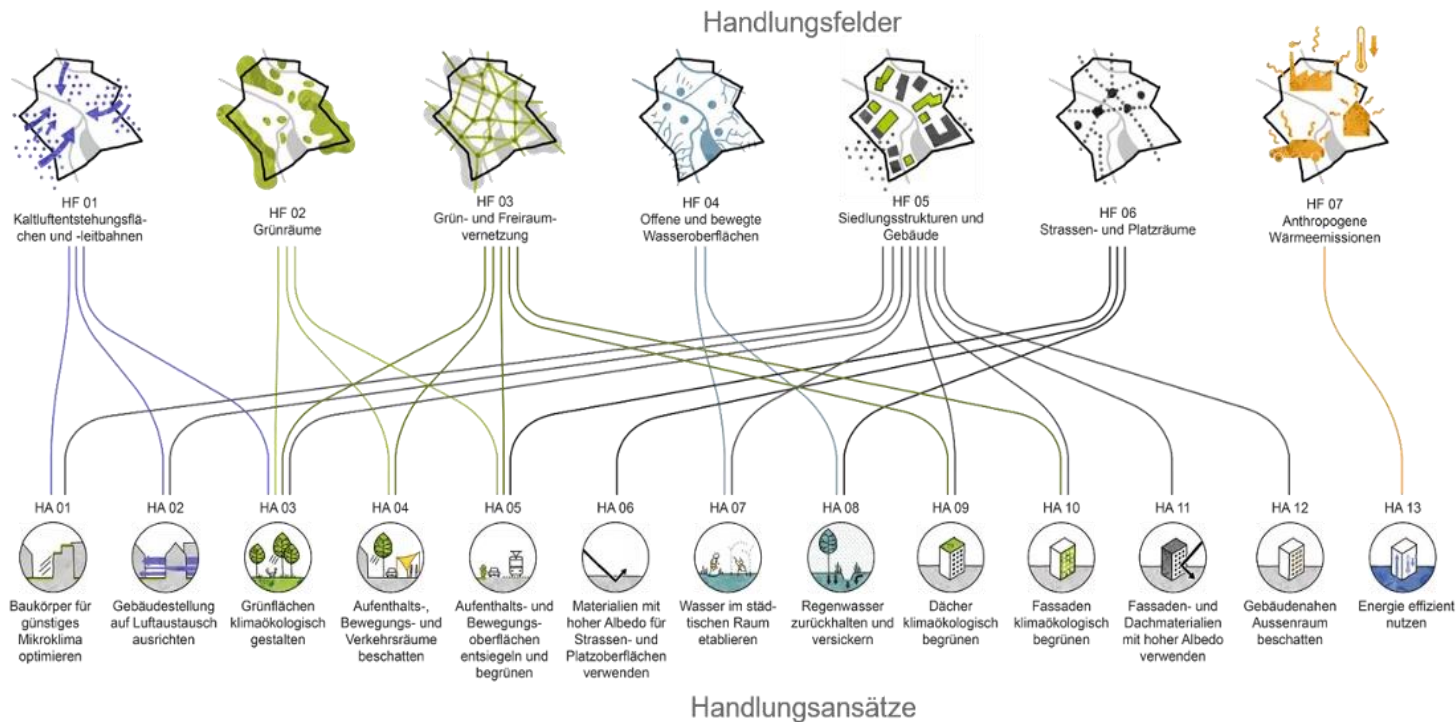 Handlungsfelder
HF 01
Kaltluftentstehungsflä-
chen und -leitbahnen
HF 02
Grünräume
HF 03
Grün- und Freiraum-
vernetzung
HF 04
Offene und bewegte
Wasseroberflächen
HF 05
Siedlungsstrukturen und
Gebäude
HF 06
Strassen- und Platzräume
HF 07
Anthropogene
Wärmeemissionen
HA 01
Baukörper für
günstiges
Mikroklima
optimieren
HA 02
Gebäudestellung
auf Luftaustausch
ausrichten
HA 03
Grünflächen
klimaökologisch
gestalten
HA 04
Aufenthalts-,
Bewegungs- und
Verkehrsräume
beschatten
HA 05
Aufenthalts- und
Bewegungs-
oberflächen
entsiegeln und
begrünen
HA 06
Materialien mit
hoher Albedo für
Strassen- und
Platzoberflächen
verwenden
HA 07
Wasser im städ-
tischen Raum
etablieren
HA 08
Regenwasser
zurückhalten und
versickern
HA 09
Dächer
klimaökologisch
begrünen
HA 10
Fassaden
klimaökologisch
begrünen
HA 11
Fassaden- und
Dachmaterialien
mit hoher Albedo
verwenden
HA 12
Gebäudenahen
Aussenraum
beschatten
HA 13
Energie effizient
nutzen
Handlungsansätze